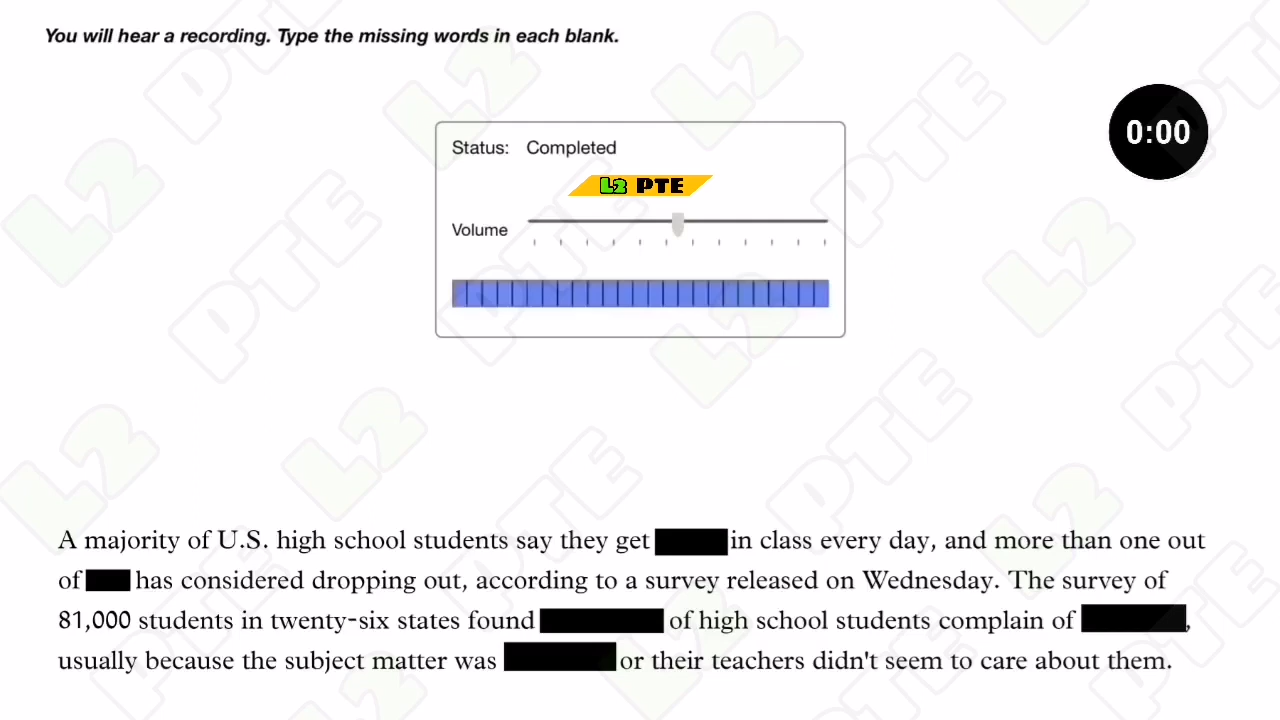 You will hear a recording. Type the missing words in each blank.
0:00
Status: Completed
L2 PTE
Volume
A majority of U.S. high school students say they get in class every day, and more than one out
of has considered dropping out, according to a survey released on Wednesday. The survey of
81,000 students in twenty-six states found of high school students complain of ,
usually because the subject matter was or their teachers didn't seem to care about them.
L2 PTE